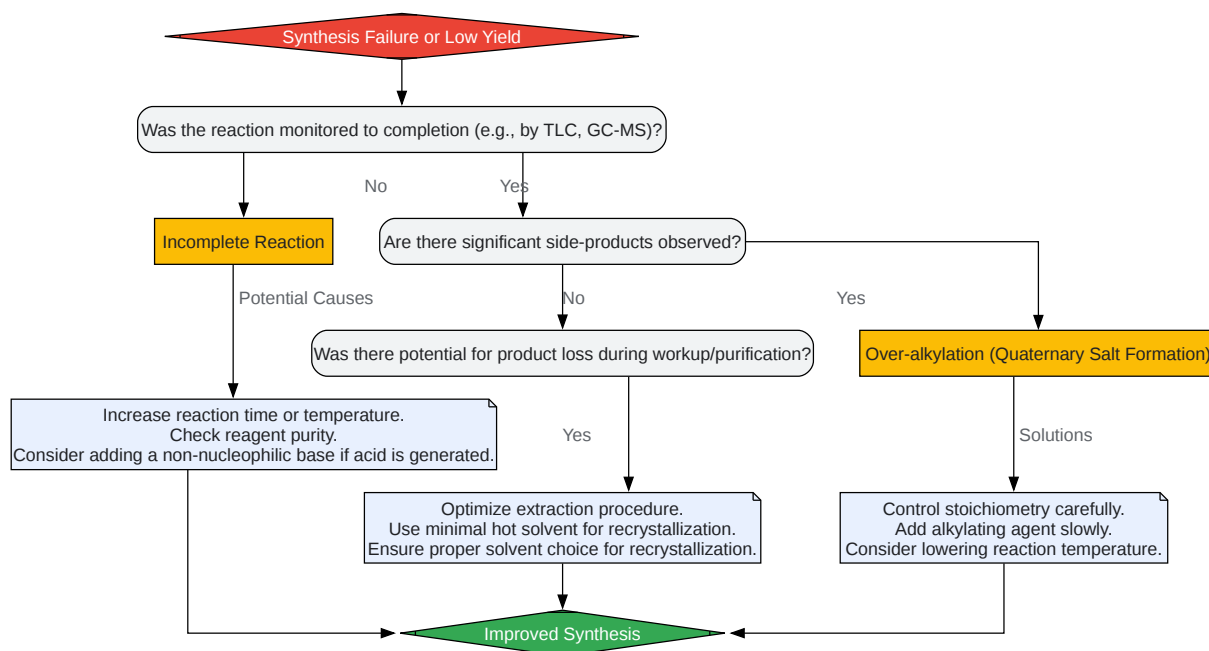 Synthesis Failure or Low Yield
Was the reaction monitored to completion (e.g., by TLC, GC-MS)?
No
Yes
Incomplete Reaction
Are there significant side-products observed?
Potential Causes
No
Yes
Was there potential for product loss during workup/purification?
Over-alkylation (Quaternary Salt Formation)
Increase reaction time or temperature.
Check reagent purity.
Consider adding a non-nucleophilic base if acid is generated.
Yes
Solutions
Optimize extraction procedure.
Use minimal hot solvent for recrystallization.
Ensure proper solvent choice for recrystallization.
Control stoichiometry carefully.
Add alkylating agent slowly.
Consider lowering reaction temperature.
Improved Synthesis